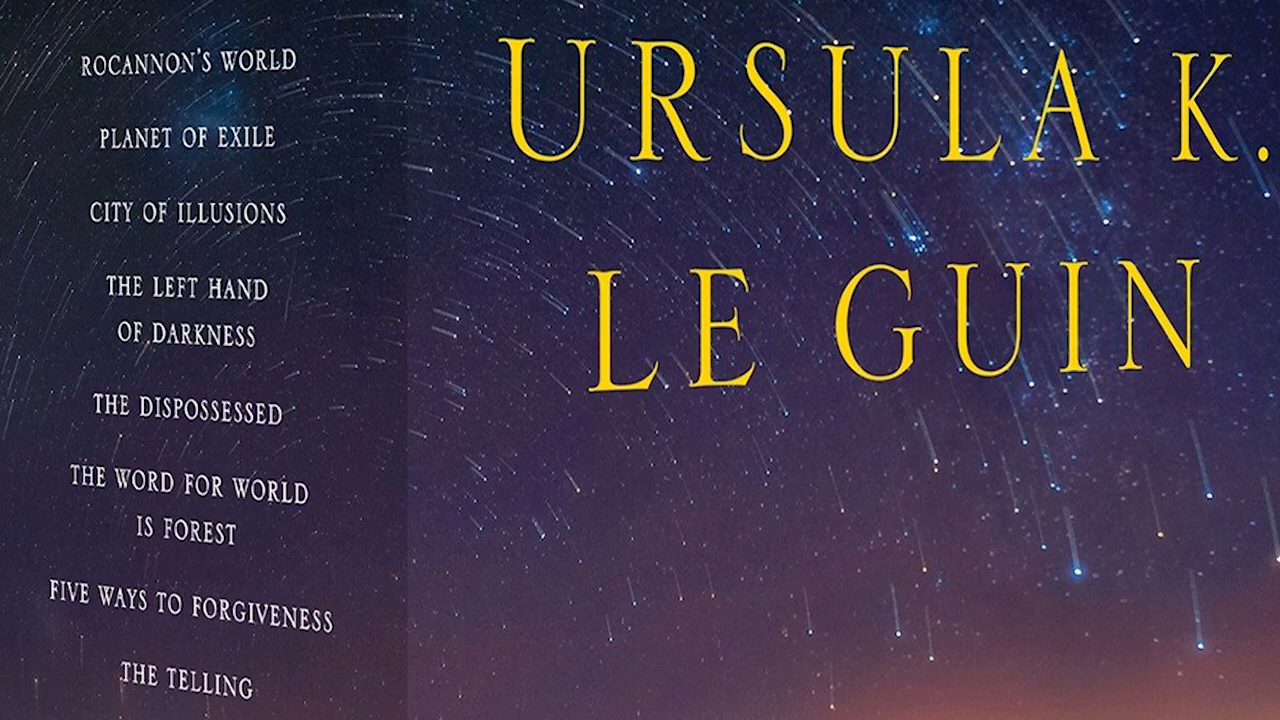 ROCANNON'S WORLD
PLANET OF EXILE
CITY OF ILLUSIONS
THE LEFT HAND
OF DARKNESS
THE DISPOSSESSED
THE WORD FOR WORLD
IS FOREST
FIVE WAYS TO FORGIVENESS
THE TELLING
URSULA K.
LE GUIN